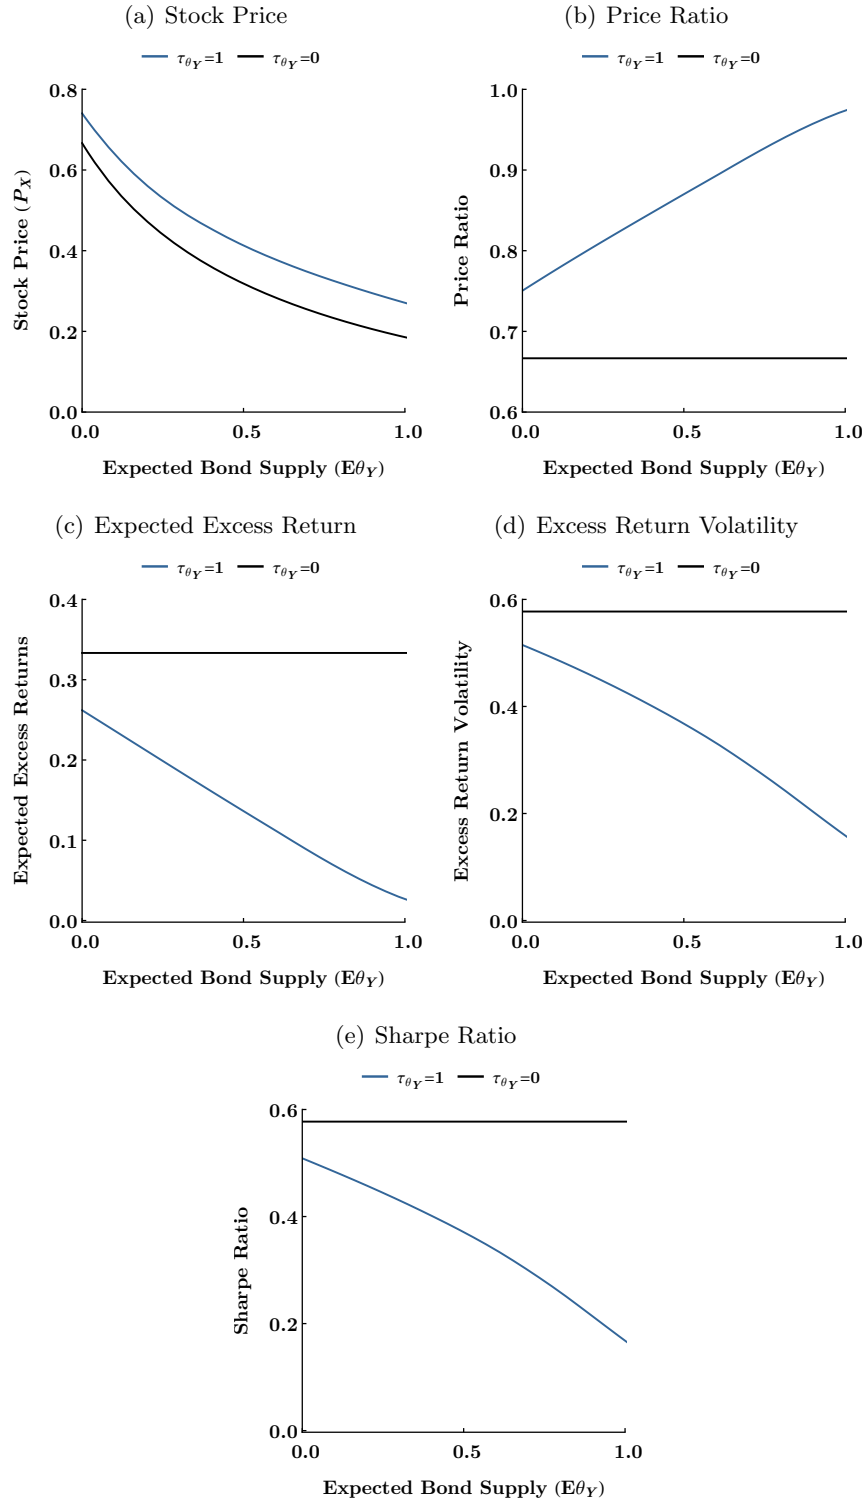 (a) Stock Price
τθY=1 τθY=0
Stock Price (PX)
0.8
0.6
0.4
0.2
0.0
0.0 0.5 1.0
Expected Bond Supply (EθY)
(b) Price Ratio
τθY=1 τθY=0
Price Ratio
1.0
0.9
0.8
0.7
0.6
0.0 0.5 1.0
Expected Bond Supply (EθY)
(c) Expected Excess Return
τθY=1 τθY=0
Expected Excess Returns
0.4
0.3
0.2
0.1
0.0
0.0 0.5 1.0
Expected Bond Supply (EθY)
(d) Excess Return Volatility
τθY=1 τθY=0
Excess Return Volatility
0.6
0.4
0.2
0.0
0.0 0.5 1.0
Expected Bond Supply (EθY)
(e) Sharpe Ratio
τθY=1 τθY=0
Sharpe Ratio
0.6
0.4
0.2
0.0
0.0 0.5 1.0
Expected Bond Supply (EθY)